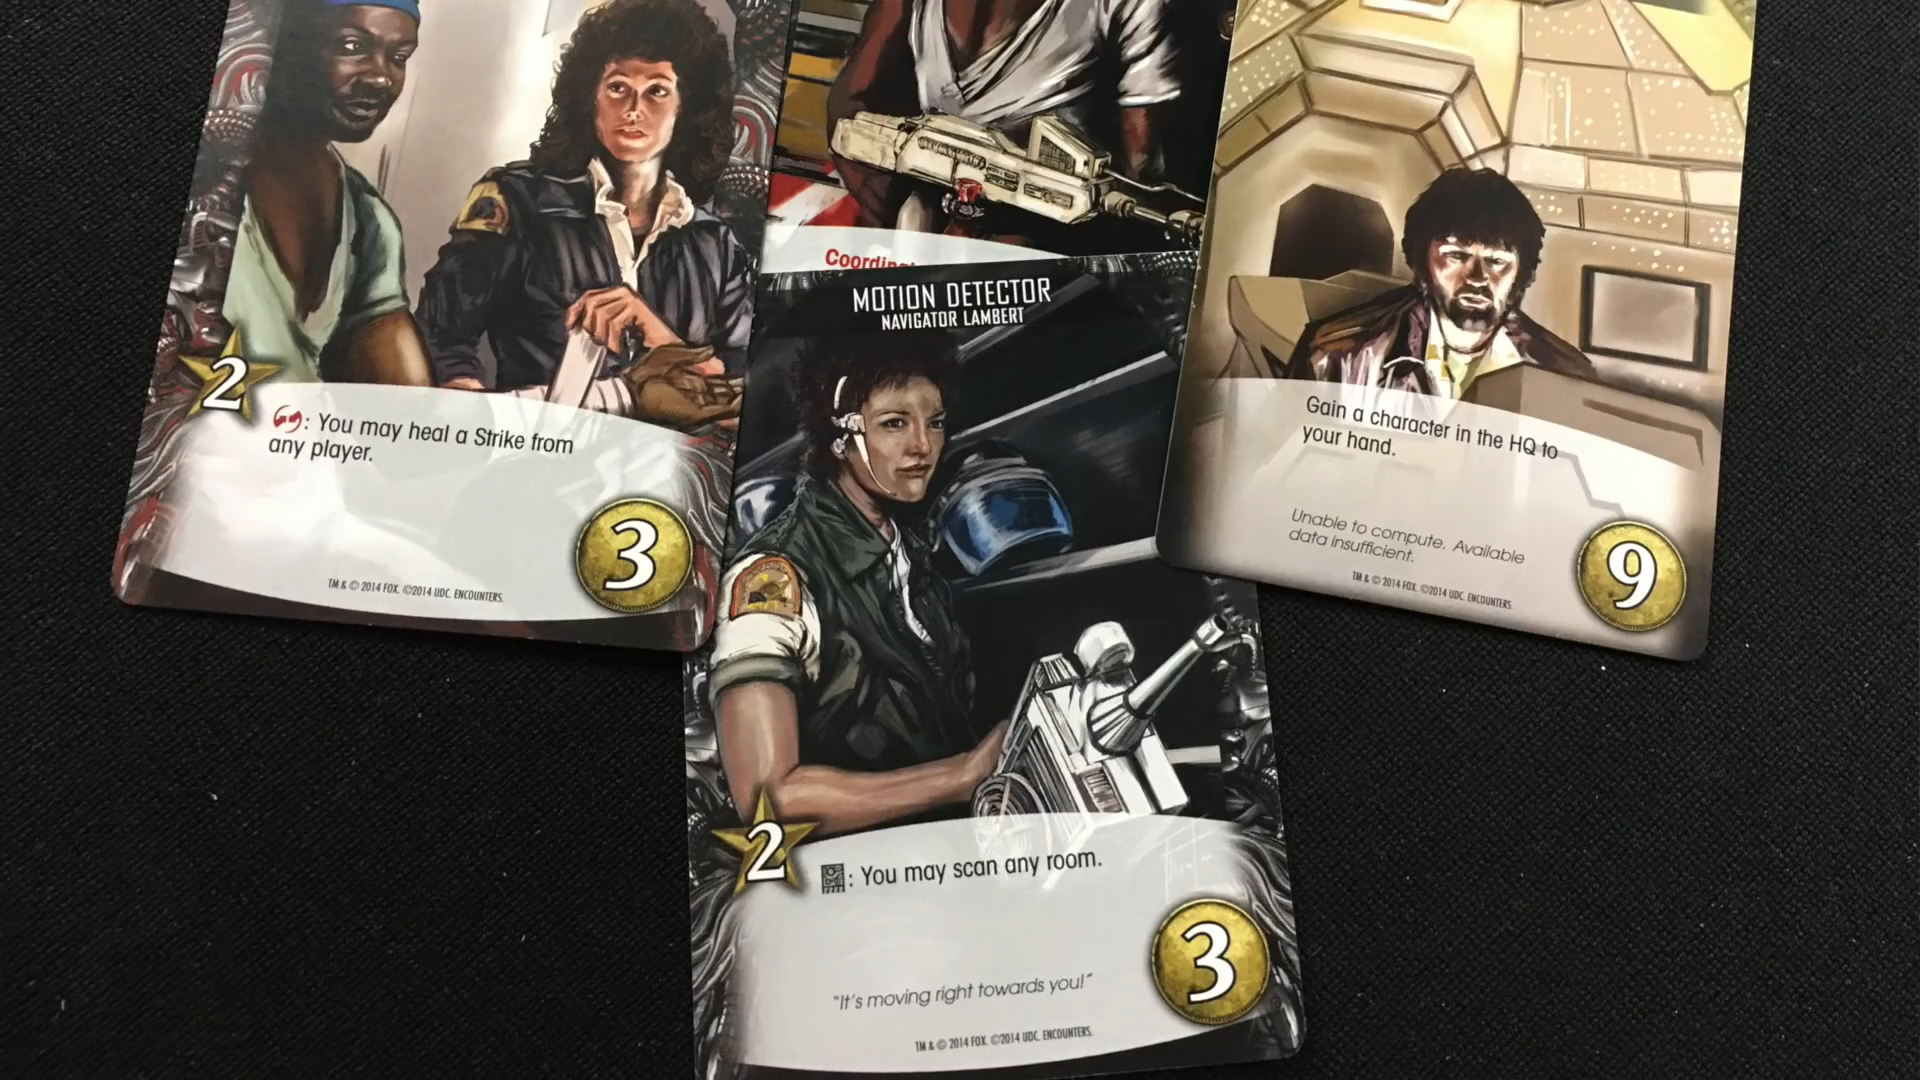 2
: You may heal a Strike from
any player.
3
TM & © 2014 FOX. ©2014 UDC. ENCOUNTERS.
MOTION DETECTOR
NAVIGATOR LAMBERT
2
: You may scan any room.
"It's moving right towards you!"
3
TM & © 2014 FOX. ©2014 UDC. ENCOUNTERS.
Gain a character in the HQ to
your hand.
Unable to compute. Available
data insufficient.
9
TM & © 2014 FOX. ©2014 UDC. ENCOUNTERS.